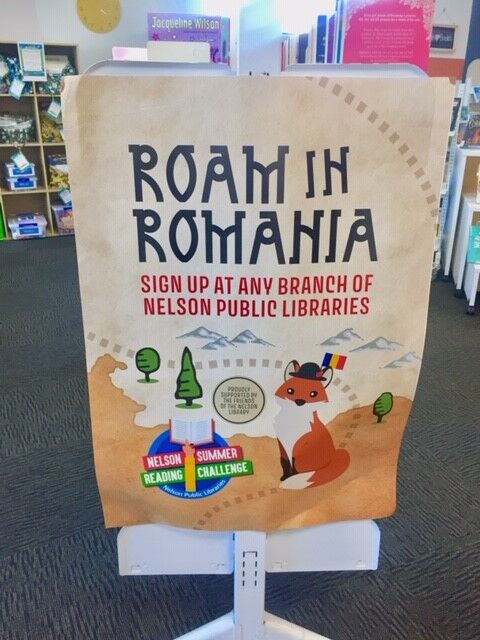 Jacqueline Wilson
ROAM IN
ROMANIA
SIGN UP AT ANY BRANCH OF
NELSON PUBLIC LIBRARIES
PROUDLY
SUPPORTED BY
THE FRIENDS
OF THE NELSON
LIBRARY
NELSON SUMMER
READING CHALLENGE
Nelson Public Libraries